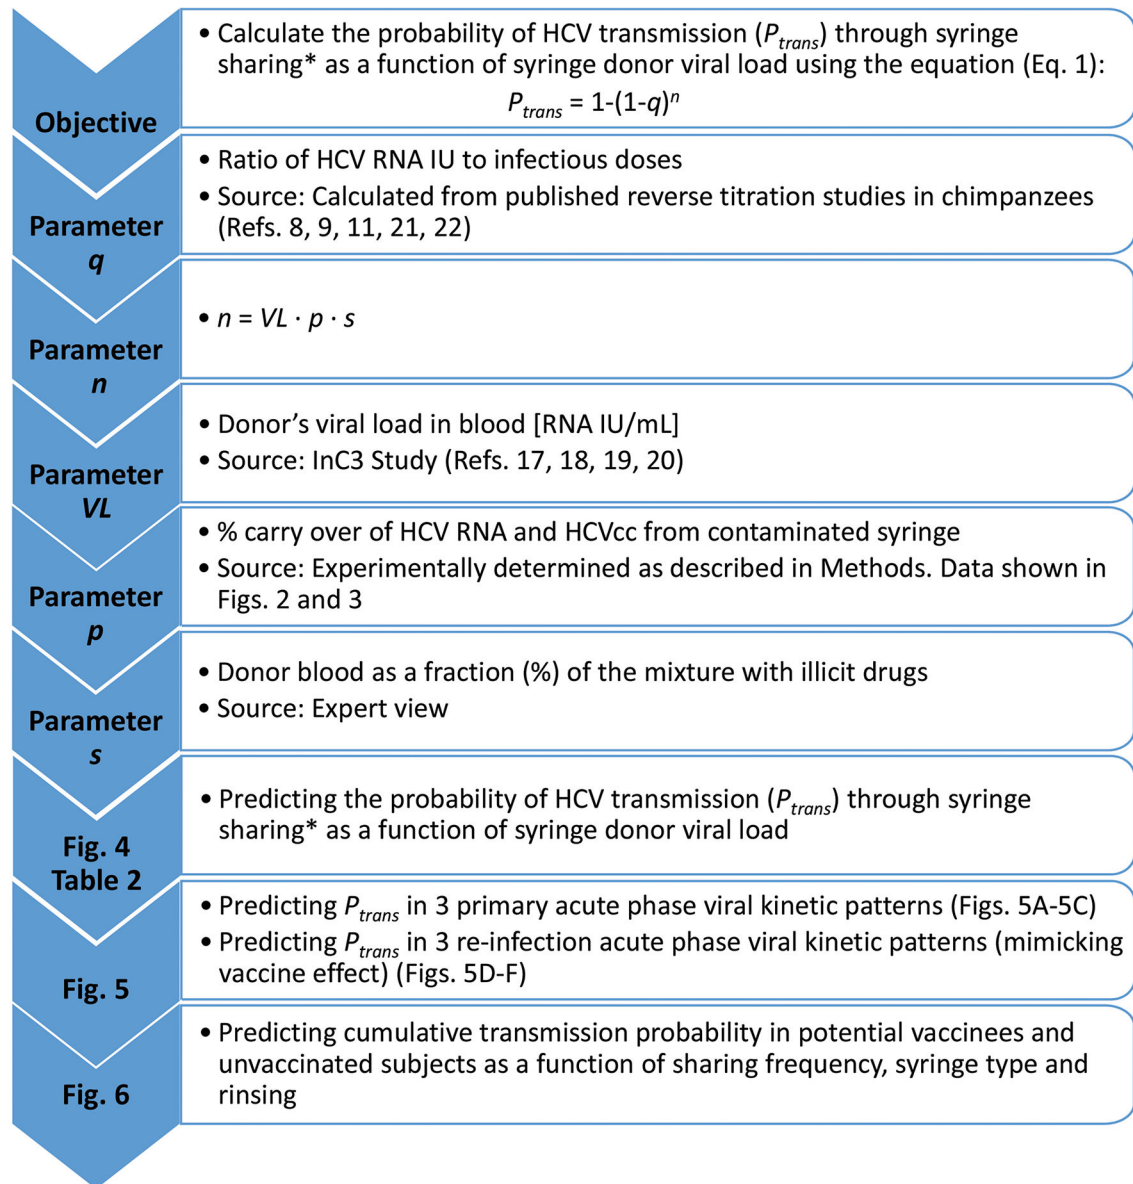 Objective
• Calculate the probability of HCV transmission (Ptrans) through syringe
sharing* as a function of syringe donor viral load using the equation (Eq. 1):
Ptrans = 1-(1-q)ⁿ
Parameter
q
• Ratio of HCV RNA IU to infectious doses
• Source: Calculated from published reverse titration studies in chimpanzees
(Refs. 8, 9, 11, 21, 22)
Parameter
n
• n = VL · p · s
Parameter
VL
• Donor’s viral load in blood [RNA IU/mL]
• Source: InC3 Study (Refs. 17, 18, 19, 20)
Parameter
p
• % carry over of HCV RNA and HCVcc from contaminated syringe
• Source: Experimentally determined as described in Methods. Data shown in
Figs. 2 and 3
Parameter
s
• Donor blood as a fraction (%) of the mixture with illicit drugs
• Source: Expert view
Fig. 4
Table 2
• Predicting the probability of HCV transmission (Ptrans) through syringe
sharing* as a function of syringe donor viral load
Fig. 5
• Predicting Ptrans in 3 primary acute phase viral kinetic patterns (Figs. 5A-5C)
• Predicting Ptrans in 3 re-infection acute phase viral kinetic patterns (mimicking
vaccine effect) (Figs. 5D-F)
Fig. 6
• Predicting cumulative transmission probability in potential vaccinees and
unvaccinated subjects as a function of sharing frequency, syringe type and
rinsing